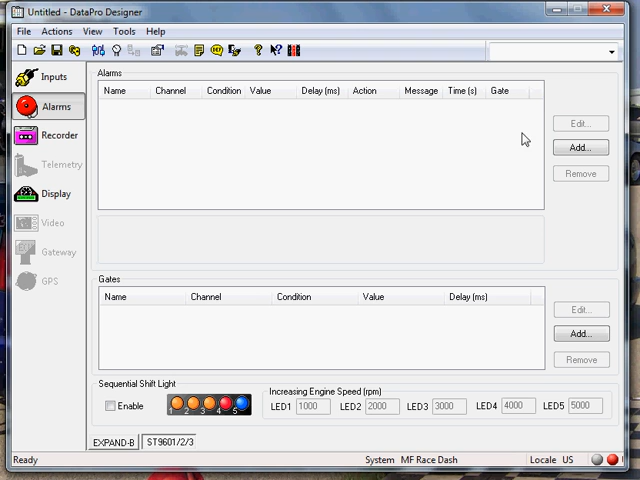 Untitled - DataPro Designer
File Actions View Tools Help
Inputs
Alarms
Recorder
Telemetry
Display
Video
Gateway
GPS
Alarms
Name Channel Condition Value Delay (ms) Action Message Time (s) Gate
Edit...
Add...
Remove
Gates
Name Channel Condition Value Delay (ms)
Edit...
Add...
Remove
Sequential Shift Light
Enable
1 2 3 4 5
Increasing Engine Speed (rpm)
LED1 1000 LED2 2000 LED3 3000 LED4 4000 LED5 5000
EXPAND-B ST9601/2/3
Ready System MF Race Dash Locale US